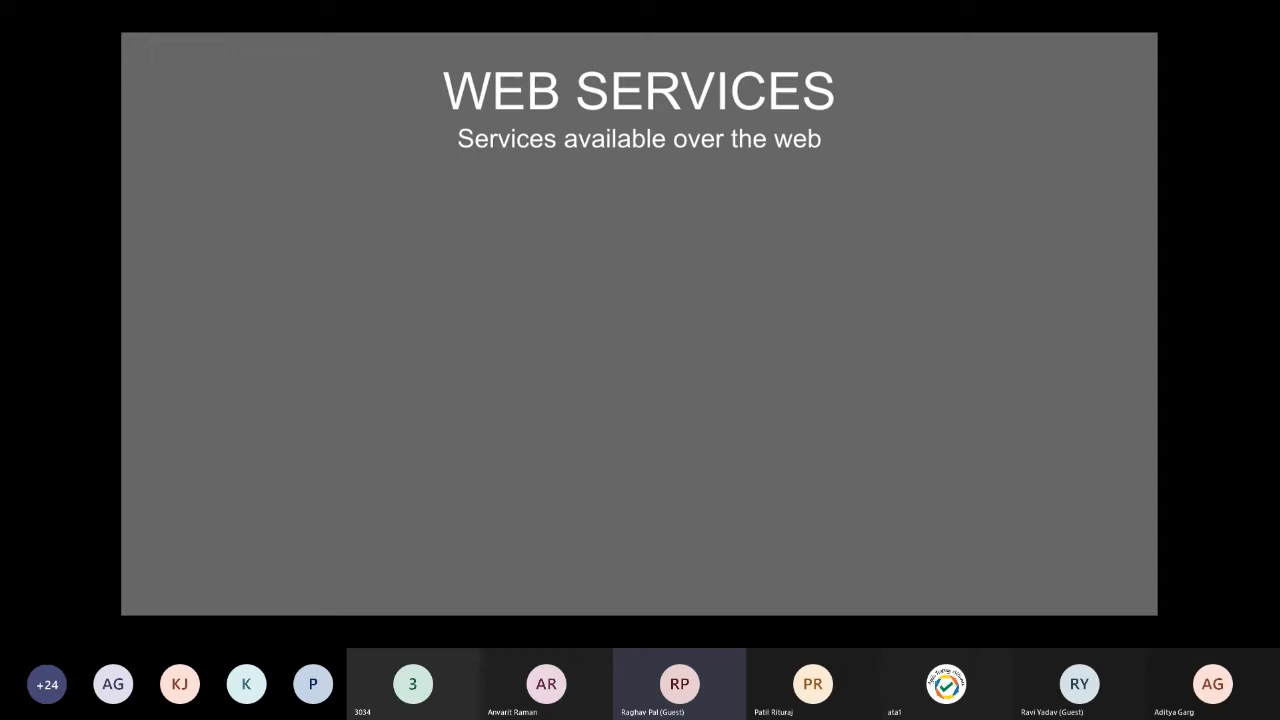 WEB SERVICES
Services available over the web
+24
AG
KJ
K
P
3
3034
AR
Anvarit Raman
RP
Raghav Pal (Guest)
PR
Patil Rituraj
ata1
RY
Ravi Yadav (Guest)
AG
Aditya Garg